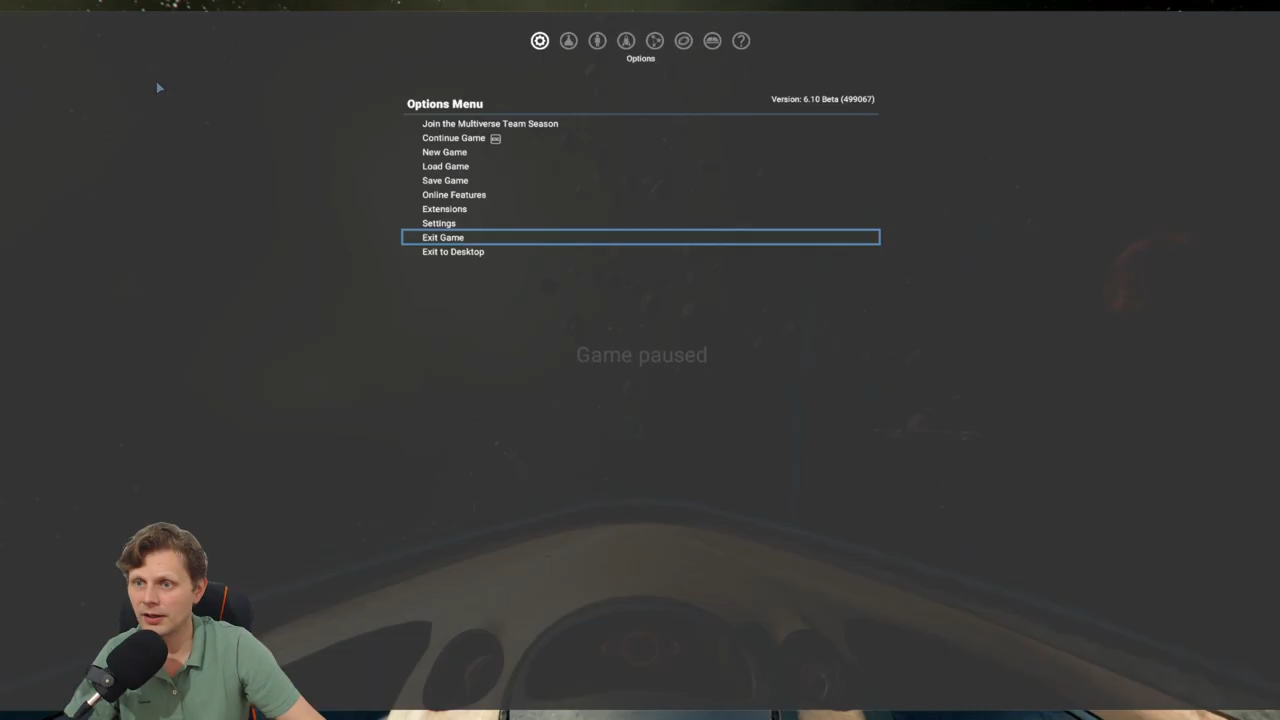 Options
Options Menu
Version: 6.10 Beta (499067)
Join the Multiverse Team Season
Continue Game
New Game
Load Game
Save Game
Online Features
Extensions
Settings
Exit Game
Exit to Desktop
Game paused